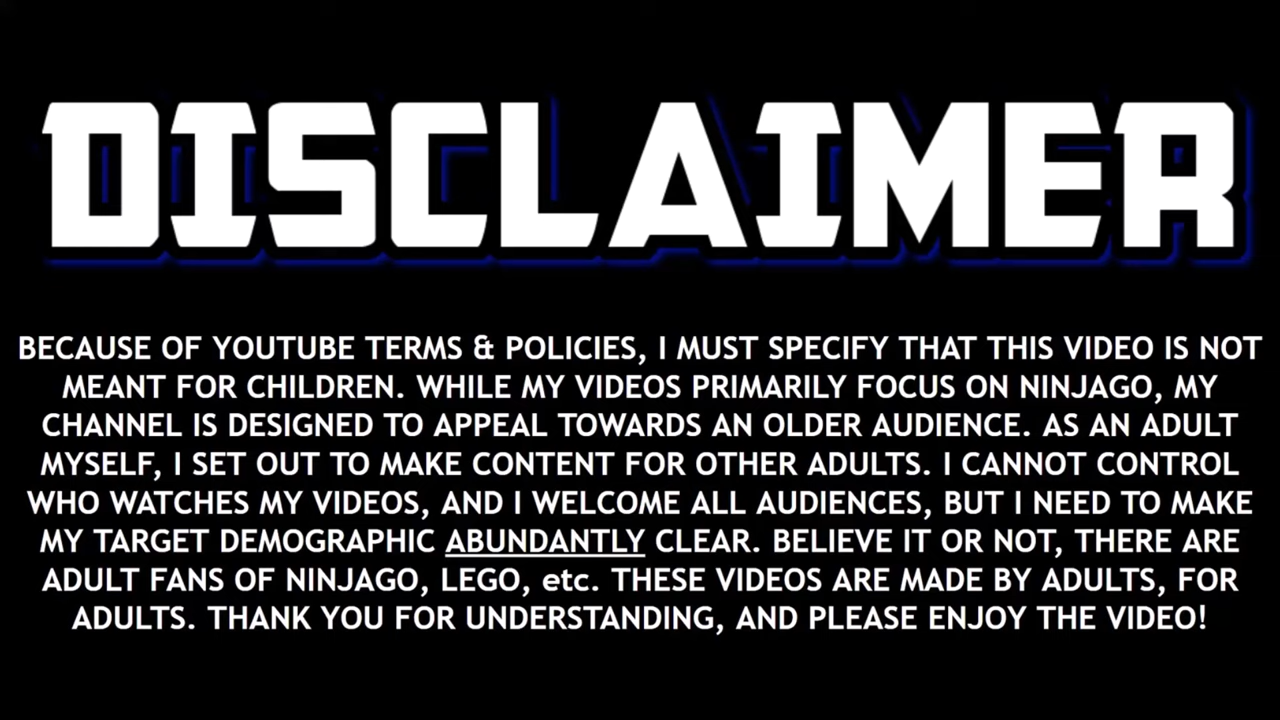 DISCLAIMER
BECAUSE OF YOUTUBE TERMS & POLICIES, I MUST SPECIFY THAT THIS VIDEO IS NOT
MEANT FOR CHILDREN. WHILE MY VIDEOS PRIMARILY FOCUS ON NINJAGO, MY
CHANNEL IS DESIGNED TO APPEAL TOWARDS AN OLDER AUDIENCE. AS AN ADULT
MYSELF, I SET OUT TO MAKE CONTENT FOR OTHER ADULTS. I CANNOT CONTROL
WHO WATCHES MY VIDEOS, AND I WELCOME ALL AUDIENCES, BUT I NEED TO MAKE
MY TARGET DEMOGRAPHIC ABUNDANTLY CLEAR. BELIEVE IT OR NOT, THERE ARE
ADULT FANS OF NINJAGO, LEGO, etc. THESE VIDEOS ARE MADE BY ADULTS, FOR
ADULTS. THANK YOU FOR UNDERSTANDING, AND PLEASE ENJOY THE VIDEO!